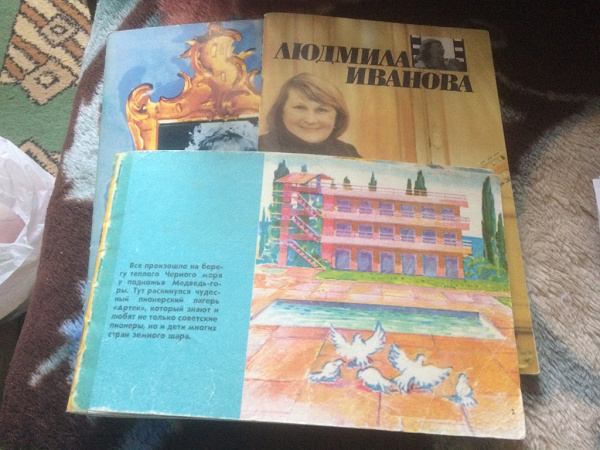 ЛЮДМИЛА
ИВАНОВА
Все произошло на бере-
гу теплого Черного моря
у подножья Медведь-го-
ры. Тут раскинулся чудес-
ный пионерский лагерь
«Артек», который знают и
любят не только советские
пионеры, но и дети многих
стран земного шара.